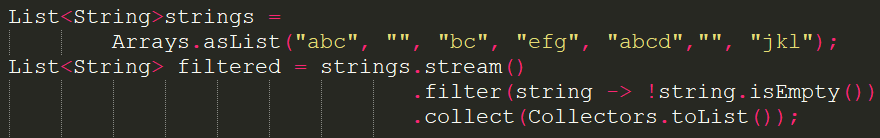 List<String>strings =
Arrays.asList("abc", "", "bc", "efg", "abcd","", "jkl");
List<String> filtered = strings.stream()
.filter(string -> !string.isEmpty())
.collect(Collectors.toList());